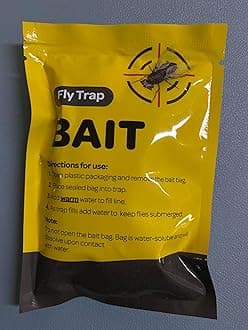 Fly Trap
BAIT
Directions for use:
1. Open plastic packaging and remove the bait bag.
2. Place sealed bag into trap.
3. Add warm water to fill line.
4. As trap fills add water to keep flies submerged
Note:
Do not open the bait bag. Bag is water-soluble and will
dissolve upon contact
with water.